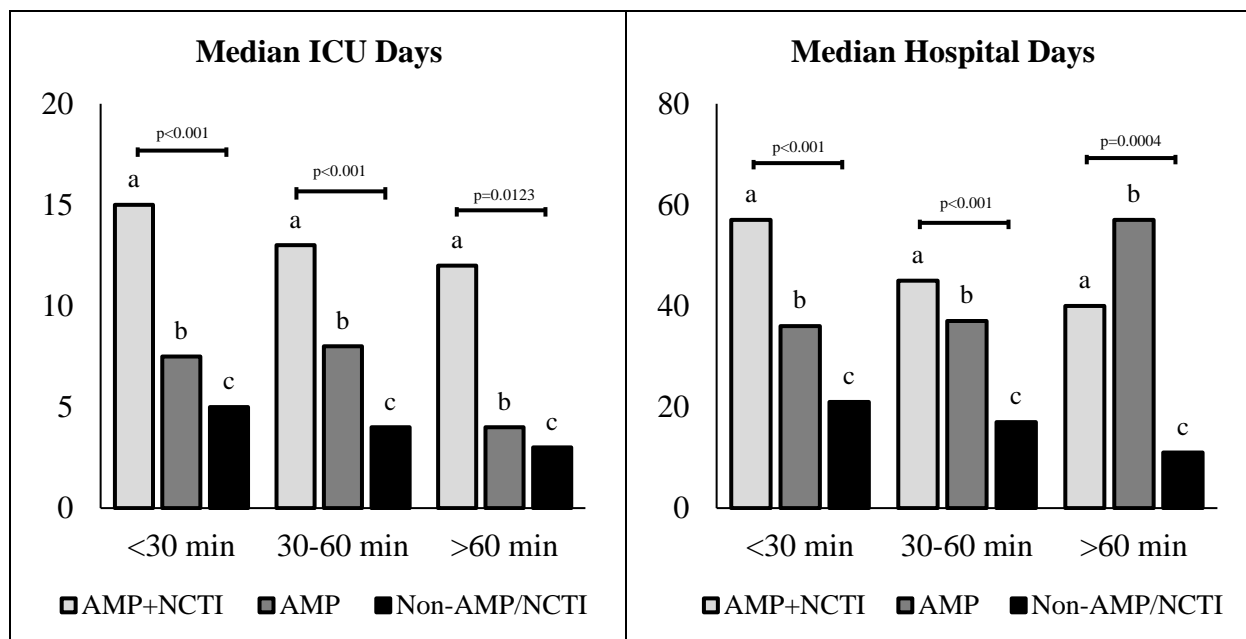 Median ICU Days
20
15
10
5
0
p<0.001
p<0.001
p=0.0123
a
b
c
a
b
c
a
b
c
<30 min 30-60 min >60 min
AMP+NCTI AMP Non-AMP/NCTI
Median Hospital Days
80
60
40
20
0
p<0.001
p<0.001
p=0.0004
a
b
c
a
b
c
a
b
c
<30 min 30-60 min >60 min
AMP+NCTI AMP Non-AMP/NCTI